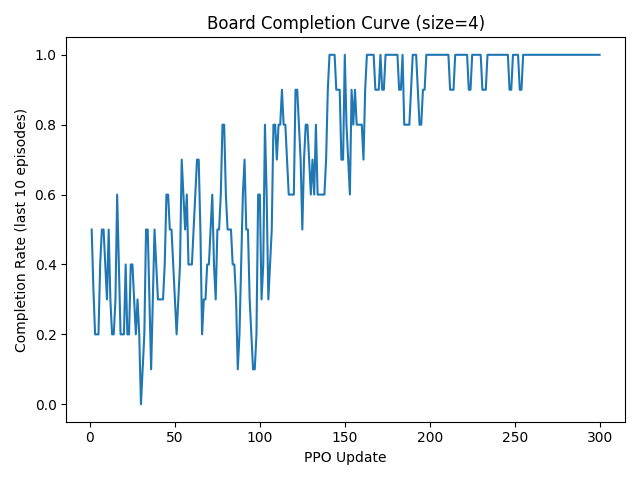 Board Completion Curve (size=4)
Completion Rate (last 10 episodes)
1.0
0.8
0.6
0.4
0.2
0.0
0 50 100 150 200 250 300
PPO Update